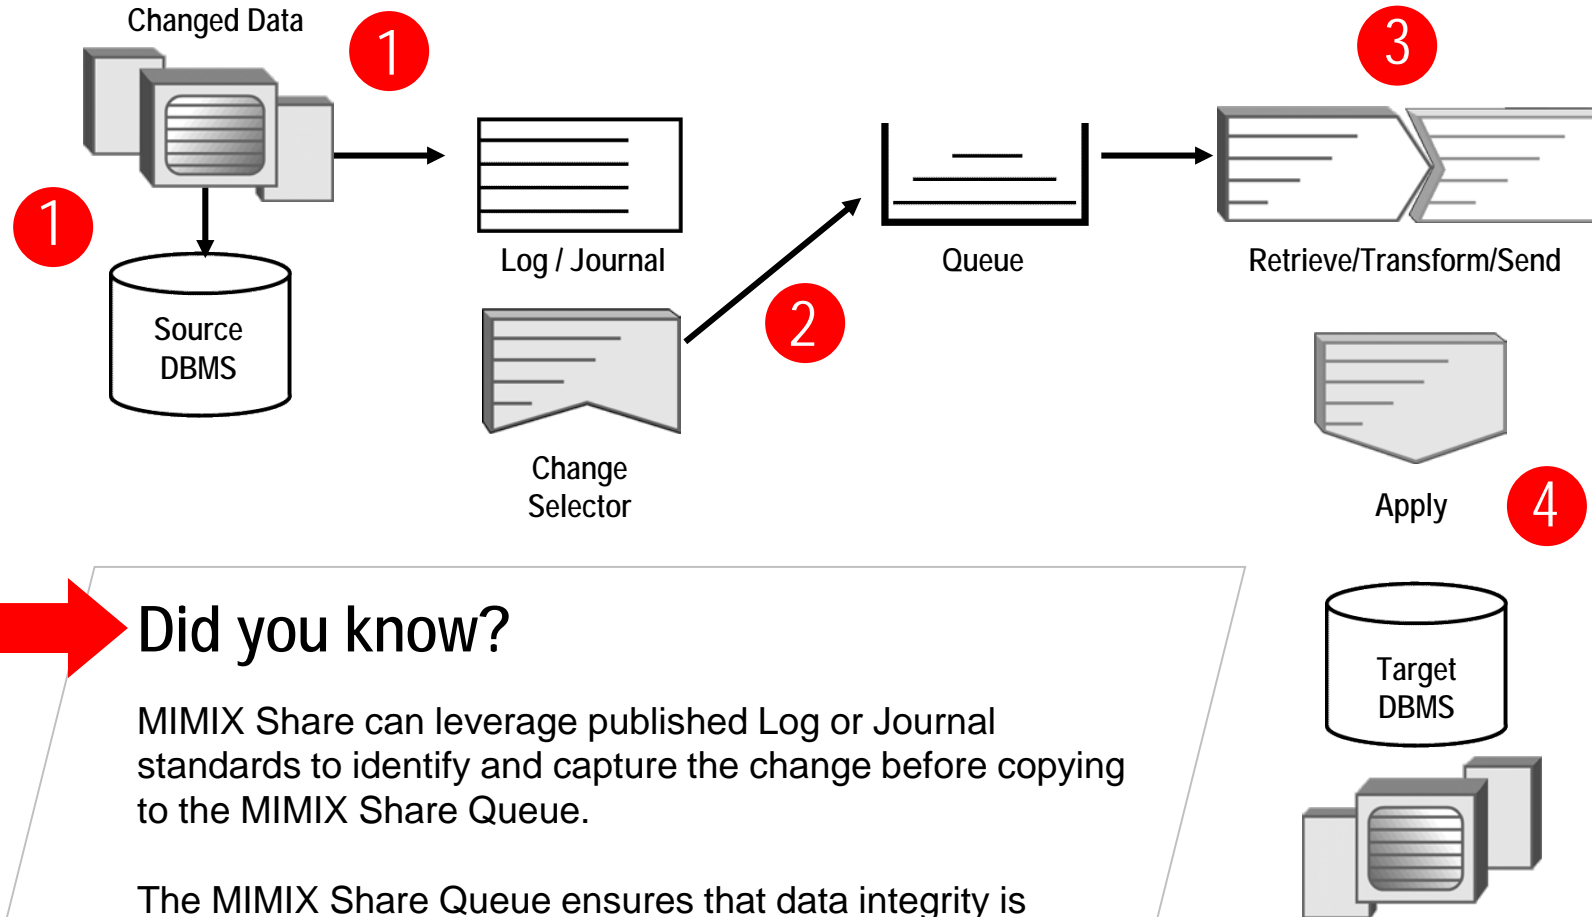 Changed Data
1
3
1
Log / Journal
Queue
Retrieve/Transform/Send
2
Source
DBMS
Change
Selector
Apply
4
Did you know?
Target
DBMS
MIMIX Share can leverage published Log or Journal
standards to identify and capture the change before copying
to the MIMIX Share Queue.
The MIMIX Share Queue ensures that data integrity is